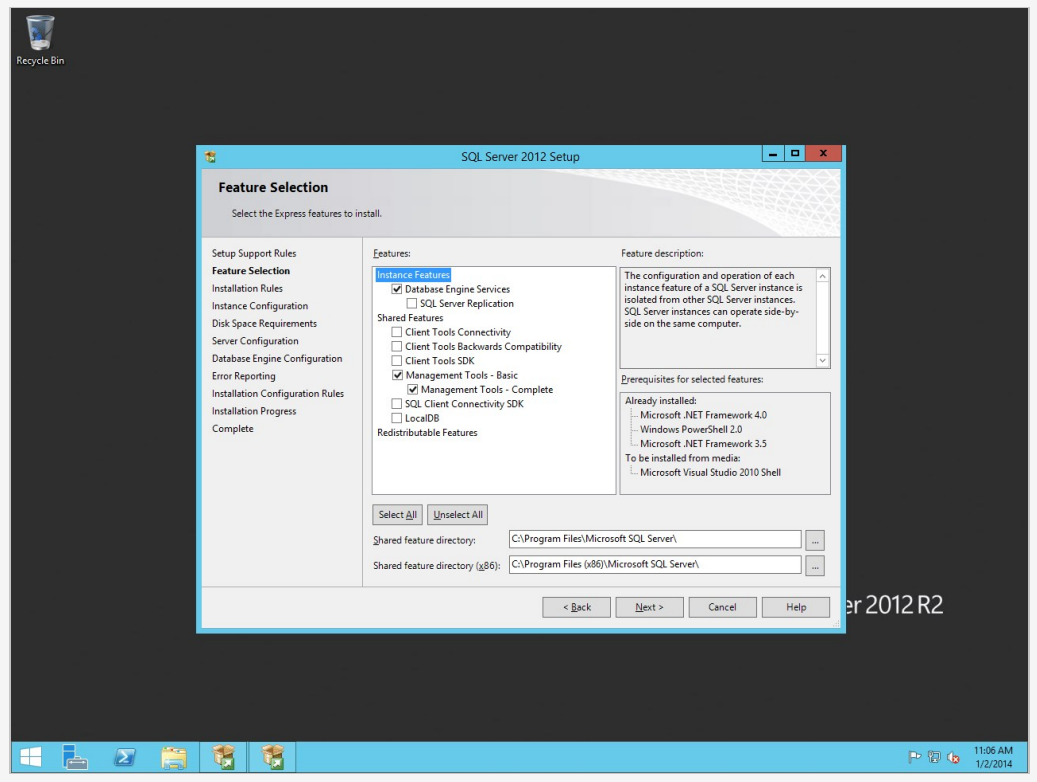 Recycle Bin
SQL Server 2012 Setup
Feature Selection
Select the Express features to install.
Setup Support Rules
Feature Selection
Installation Rules
Instance Configuration
Disk Space Requirements
Server Configuration
Database Engine Configuration
Error Reporting
Installation Configuration Rules
Installation Progress
Complete
Features:
Instance Features
Database Engine Services
SQL Server Replication
Shared Features
Client Tools Connectivity
Client Tools Backwards Compatibility
Client Tools SDK
Management Tools - Basic
Management Tools - Complete
SQL Client Connectivity SDK
LocalDB
Redistributable Features
Feature description:
The configuration and operation of each
instance feature of a SQL Server instance is
isolated from other SQL Server instances.
SQL Server instances can operate side-by-
side on the same computer.
Prerequisites for selected features:
Already installed:
Microsoft .NET Framework 4.0
Windows PowerShell 2.0
Microsoft .NET Framework 3.5
To be installed from media:
Microsoft Visual Studio 2010 Shell
Select All
Unselect All
Shared feature directory:
C:\Program Files\Microsoft SQL Server\
...
Shared feature directory (x86):
C:\Program Files (x86)\Microsoft SQL Server\
...
< Back
Next >
Cancel
Help
er 2012 R2
11:06 AM
1/2/2014